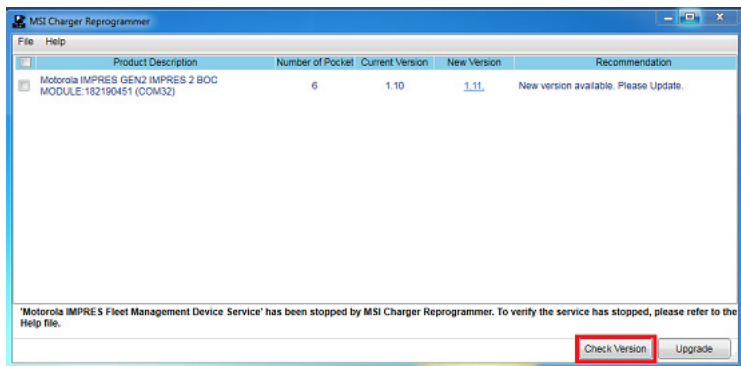 MSI Charger Reprogrammer
File Help
Product Description Number of Pocket Current Version New Version Recommendation
Motorola IMPRES GEN2 IMPRES 2 BOC
MODULE:182190451 (COM32) 6 1.10 1.11. New version available. Please Update.
'Motorola IMPRES Fleet Management Device Service' has been stopped by MSI Charger Reprogrammer. To verify the service has stopped, please refer to the
Help file.
Check Version Upgrade